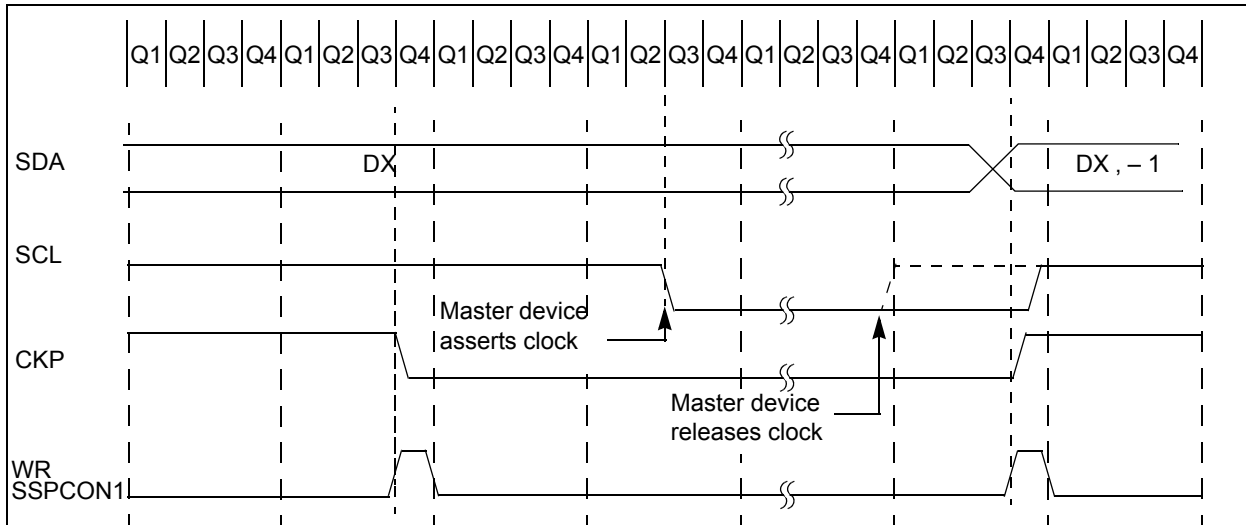 Q1 Q2 Q3 Q4 Q1 Q2 Q3 Q4 Q1 Q2 Q3 Q4 Q1 Q2 Q3 Q4 Q1 Q2 Q3 Q4 Q1 Q2 Q3 Q4 Q1 Q2 Q3 Q4
SDA
DX
DX , – 1
SCL
Master device
asserts clock
CKP
Master device
releases clock
WR
SSPCON1